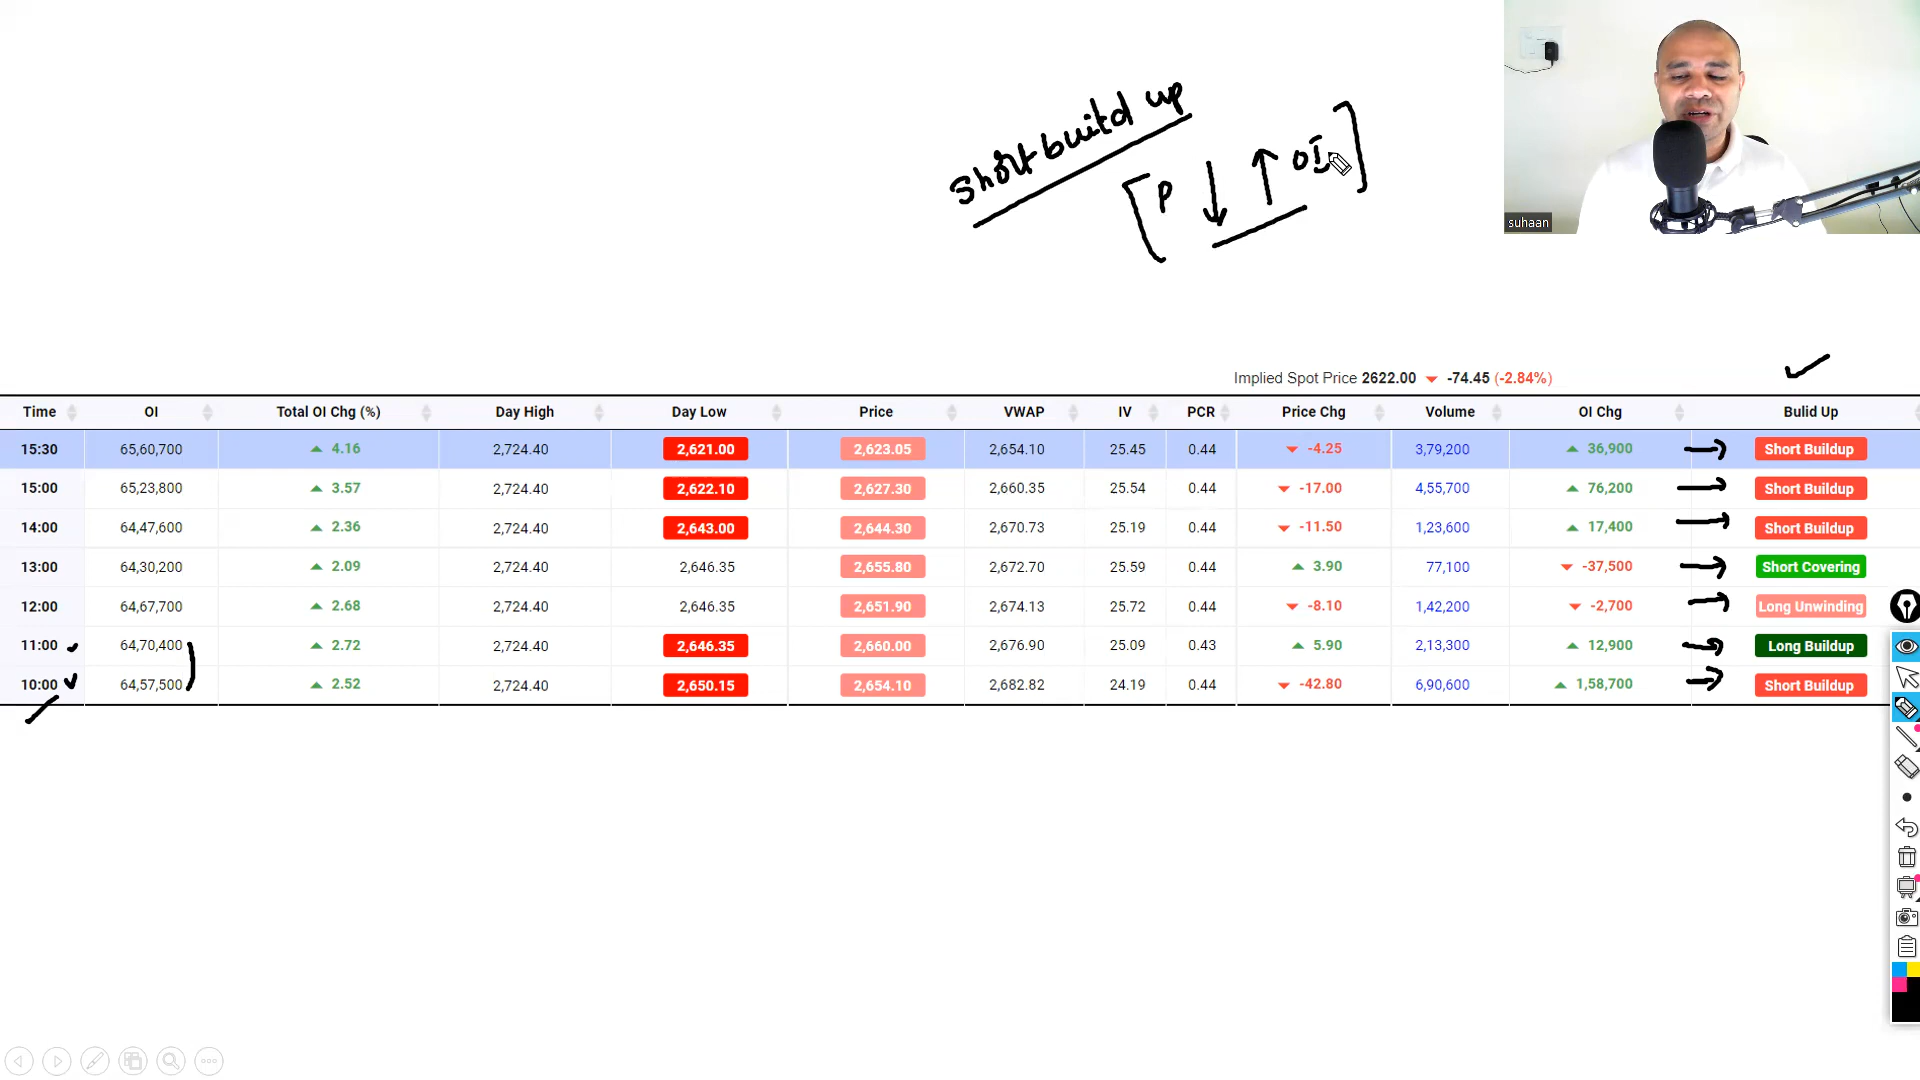 short build up
P ↓ ↑ OI
suhaan
Implied Spot Price 2622.00 ▼ -74.45 (-2.84%)
Time OI Total OI Chg (%) Day High Day Low Price VWAP IV PCR Price Chg Volume OI Chg Bulid Up
15:30 65,60,700 4.16 2,724.40 2,621.00 2,623.05 2,654.10 25.45 0.44 -4.25 3,79,200 36,900 Short Buildup
15:00 65,23,800 3.57 2,724.40 2,622.10 2,627.30 2,660.35 25.54 0.44 -17.00 4,55,700 76,200 Short Buildup
14:00 64,47,600 2.36 2,724.40 2,643.00 2,644.30 2,670.73 25.19 0.44 -11.50 1,23,600 17,400 Short Buildup
13:00 64,30,200 2.09 2,724.40 2,646.35 2,655.80 2,672.70 25.59 0.44 3.90 77,100 -37,500 Short Covering
12:00 64,67,700 2.68 2,724.40 2,646.35 2,651.90 2,674.13 25.72 0.44 -8.10 1,42,200 -2,700 Long Unwinding
11:00 64,70,400 2.72 2,724.40 2,646.35 2,660.00 2,676.90 25.09 0.43 5.90 2,13,300 12,900 Long Buildup
10:00 64,57,500 2.52 2,724.40 2,650.15 2,654.10 2,682.82 24.19 0.44 -42.80 6,90,600 1,58,700 Short Buildup